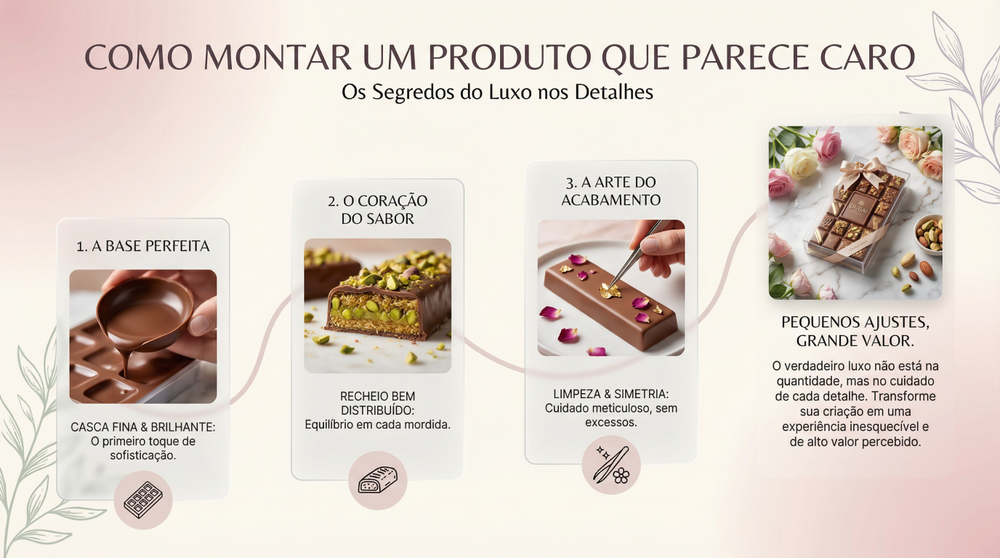 COMO MONTAR UM PRODUTO QUE PARECE CARO
Os Segredos do Luxo nos Detalhes
1. A BASE PERFEITA
CASCA FINA & BRILHANTE:
O primeiro toque de
sofisticação.
2. O CORAÇÃO
DO SABOR
RECHEIO BEM
DISTRIBUÍDO:
Equilíbrio em cada mordida.
3. A ARTE DO
ACABAMENTO
LIMPEZA & SIMETRIA:
Cuidado meticuloso, sem
excessos.
DUBAI
PEQUENOS AJUSTES,
GRANDE VALOR.
O verdadeiro luxo não está na
quantidade, mas no cuidado
de cada detalhe. Transforme
sua criação em uma
experiência inesquecível e
de alto valor percebido.